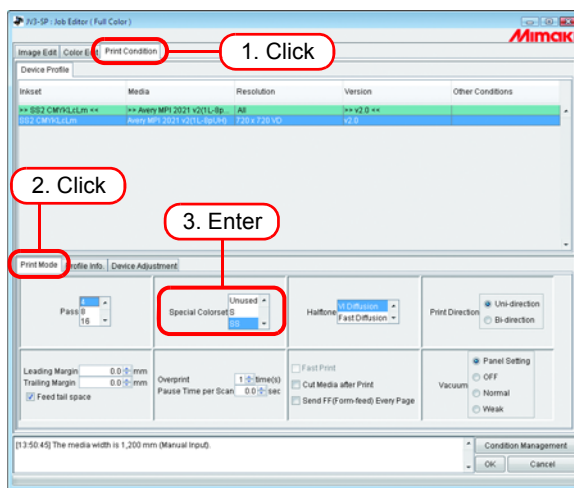 JV3-SP : Job Editor ( Full Color )
Mimaki
Image Edit Color Edit Print Condition
1. Click
Device Profile
Inkset Media Resolution Version Other Conditions
>> SS2 CMYKLcLm << >> Avery MPI 2021 v2(1L-8p... All >> v2.0 <<
SS2 CMYKLcLm Avery MPI 2021 v2(1L-8pUH) 720 x 720 VD v2.0
2. Click
3. Enter
Print Mode Profile Info. Device Adjustment
Pass 4 8 16
Special Colorset Unused S SS
Halftone VI Diffusion Fast Diffusion
Print Direction Uni-direction Bi-direction
Leading Margin 0.0 mm
Trailing Margin 0.0 mm
Feed tail space
Overprint 1 time(s)
Pause Time per Scan 0.0 sec
Fast Print
Cut Media after Print
Send FF(Form-feed) Every Page
Vacuum Panel Setting OFF Normal Weak
[13:50:45] The media width is 1,200 mm (Manual Input).
Condition Management
OK Cancel